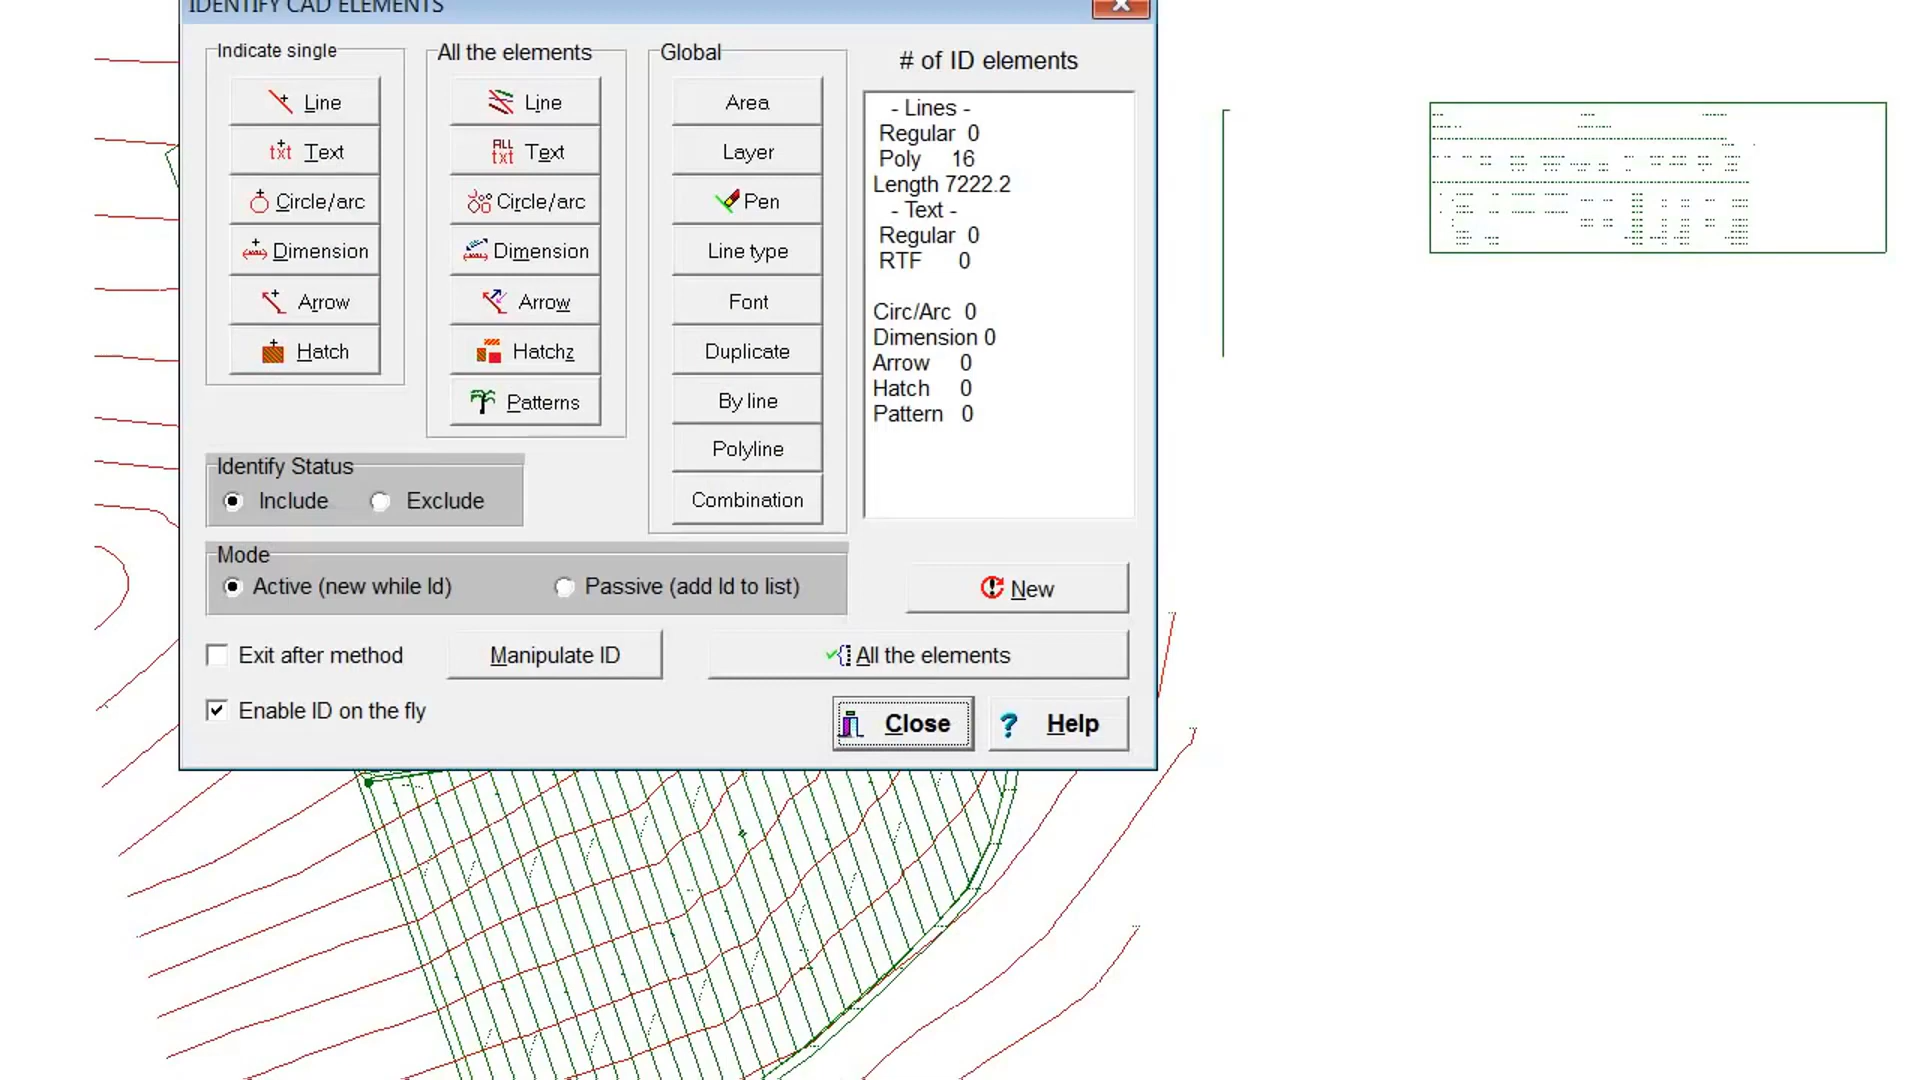 IDENTIFY CAD ELEMENTS
Indicate single
Line
Text
Circle/arc
Dimension
Arrow
Hatch
All the elements
Line
ALL
txt Text
Circle/arc
Dimension
Arrow
Hatchz
Patterns
Global
Area
Layer
Pen
Line type
Font
Duplicate
By line
Polyline
Combination
# of ID elements
- Lines -
Regular 0
Poly 16
Length 7222.2
- Text -
Regular 0
RTF 0
Circ/Arc 0
Dimension 0
Arrow 0
Hatch 0
Pattern 0
Identify Status
Include Exclude
Mode
Active (new while Id) Passive (add Id to list)
New
Exit after method
Manipulate ID
All the elements
Enable ID on the fly
Close
? Help